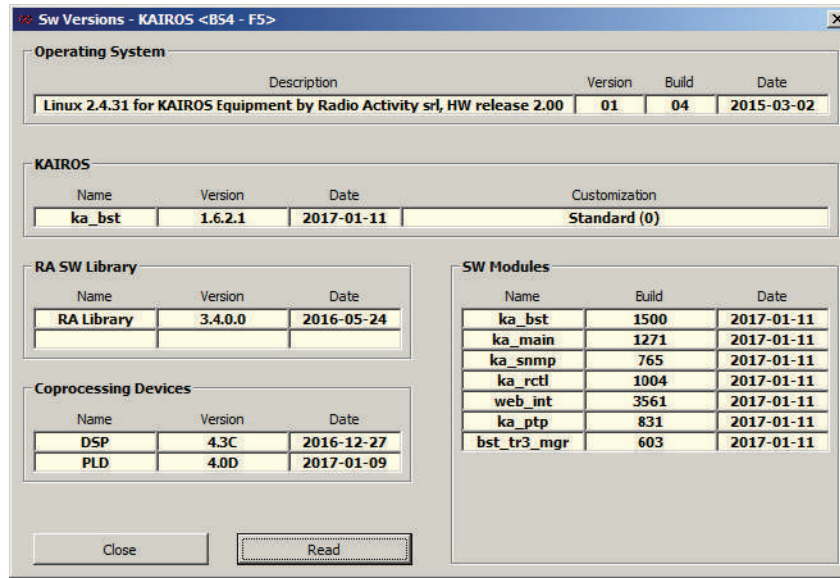 Sw Versions - KAIROS <BS4 - F5>
Operating System
Description Version Build Date
Linux 2.4.31 for KAIROS Equipment by Radio Activity srl, HW release 2.00 01 04 2015-03-02
KAIROS
Name Version Date Customization
ka_bst 1.6.2.1 2017-01-11 Standard (0)
RA SW Library
Name Version Date
RA Library 3.4.0.0 2016-05-24
Coprocessing Devices
Name Version Date
DSP 4.3C 2016-12-27
PLD 4.0D 2017-01-09
SW Modules
Name Build Date
ka_bst 1500 2017-01-11
ka_main 1271 2017-01-11
ka_snmp 765 2017-01-11
ka_rctl 1004 2017-01-11
web_int 3561 2017-01-11
ka_ptp 831 2017-01-11
bst_tr3_mgr 603 2017-01-11
Close Read